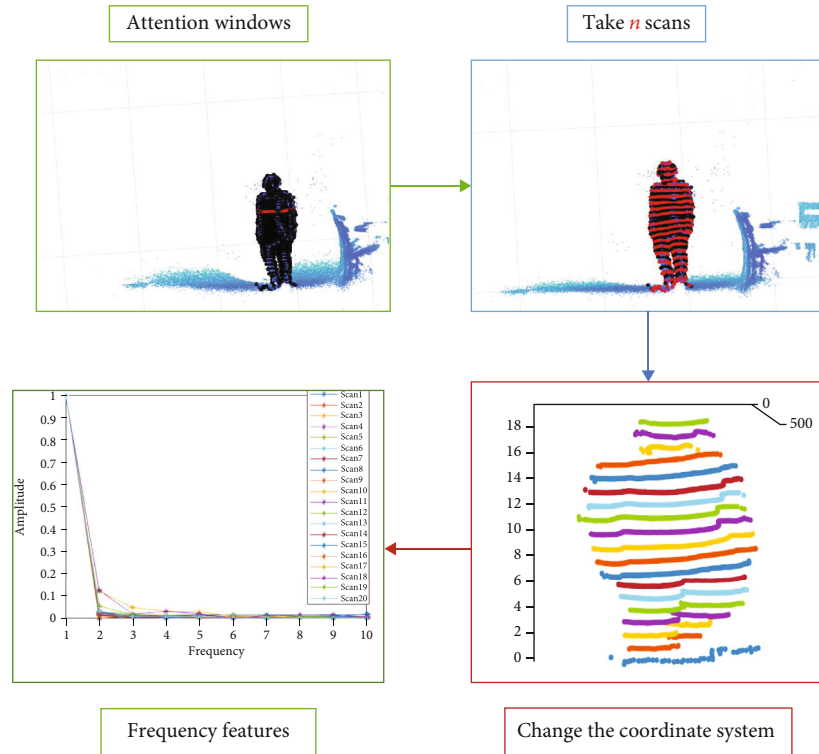 Attention windows
Take n scans
1
0.9
0.8
0.7
0.6
0.5
0.4
0.3
0.2
0.1
0
Amplitude
1 2 3 4 5 6 7 8 9 10
Frequency
Scan1
Scan2
Scan3
Scan4
Scan5
Scan6
Scan7
Scan8
Scan9
Scan10
Scan11
Scan12
Scan13
Scan14
Scan15
Scan16
Scan17
Scan18
Scan19
Scan20
0
500
18
16
14
12
10
8
6
4
2
0
Frequency features
Change the coordinate system